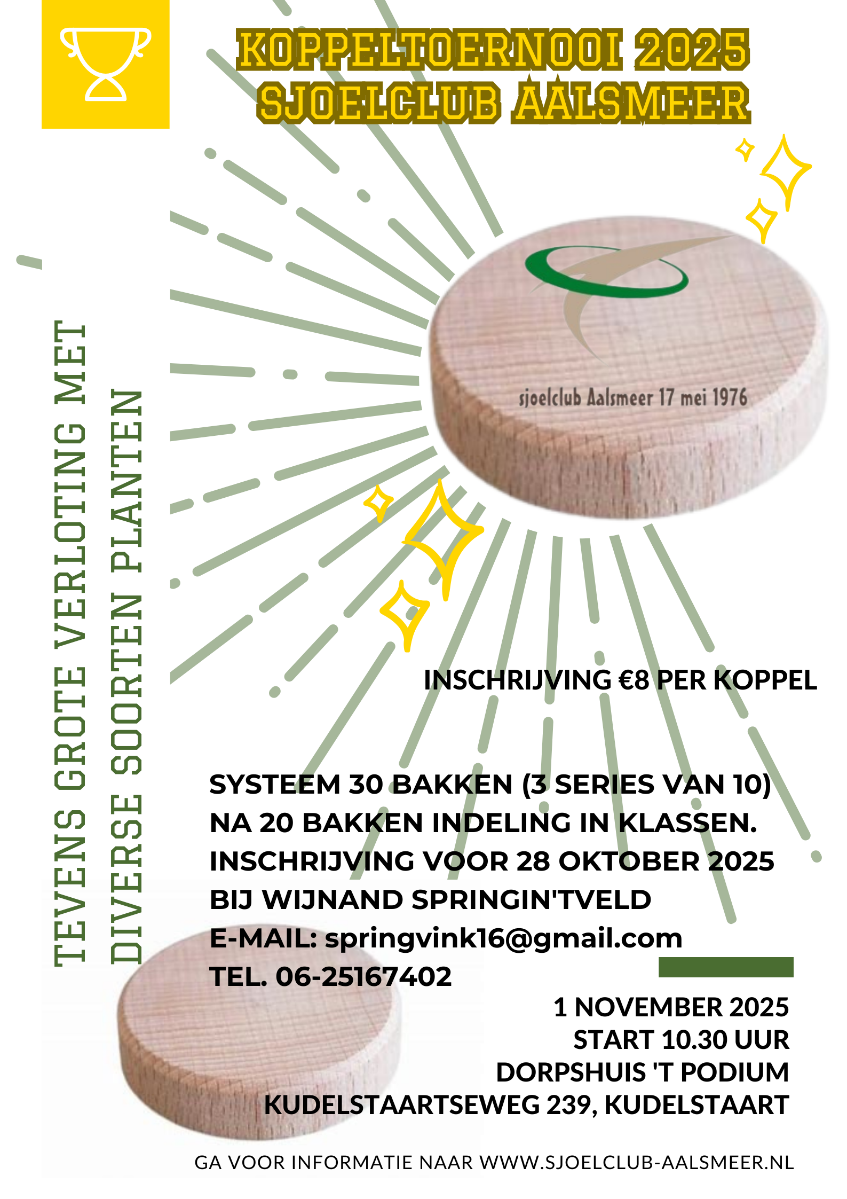 KOPPELTOERNOOI 2025
SJOELCLUB AALSMEER
sjoelclub Aalsmeer 17 mei 1976
TEVENS GROTE VERLOTING MET
DIVERSE SOORTEN PLANTEN
INSCHRIJVING €8 PER KOPPEL
SYSTEEM 30 BAKKEN (3 SERIES VAN 10)
NA 20 BAKKEN INDELING IN KLASSEN.
INSCHRIJVING VOOR 28 OKTOBER 2025
BIJ WIJNAND SPRINGIN'TVELD
E-MAIL: springvink16@gmail.com
TEL. 06-25167402
1 NOVEMBER 2025
START 10.30 UUR
DORPSHUIS 'T PODIUM
KUDELSTAARTSEWEG 239, KUDELSTAART
GA VOOR INFORMATIE NAAR WWW.SJOELCLUB-AALSMEER.NL